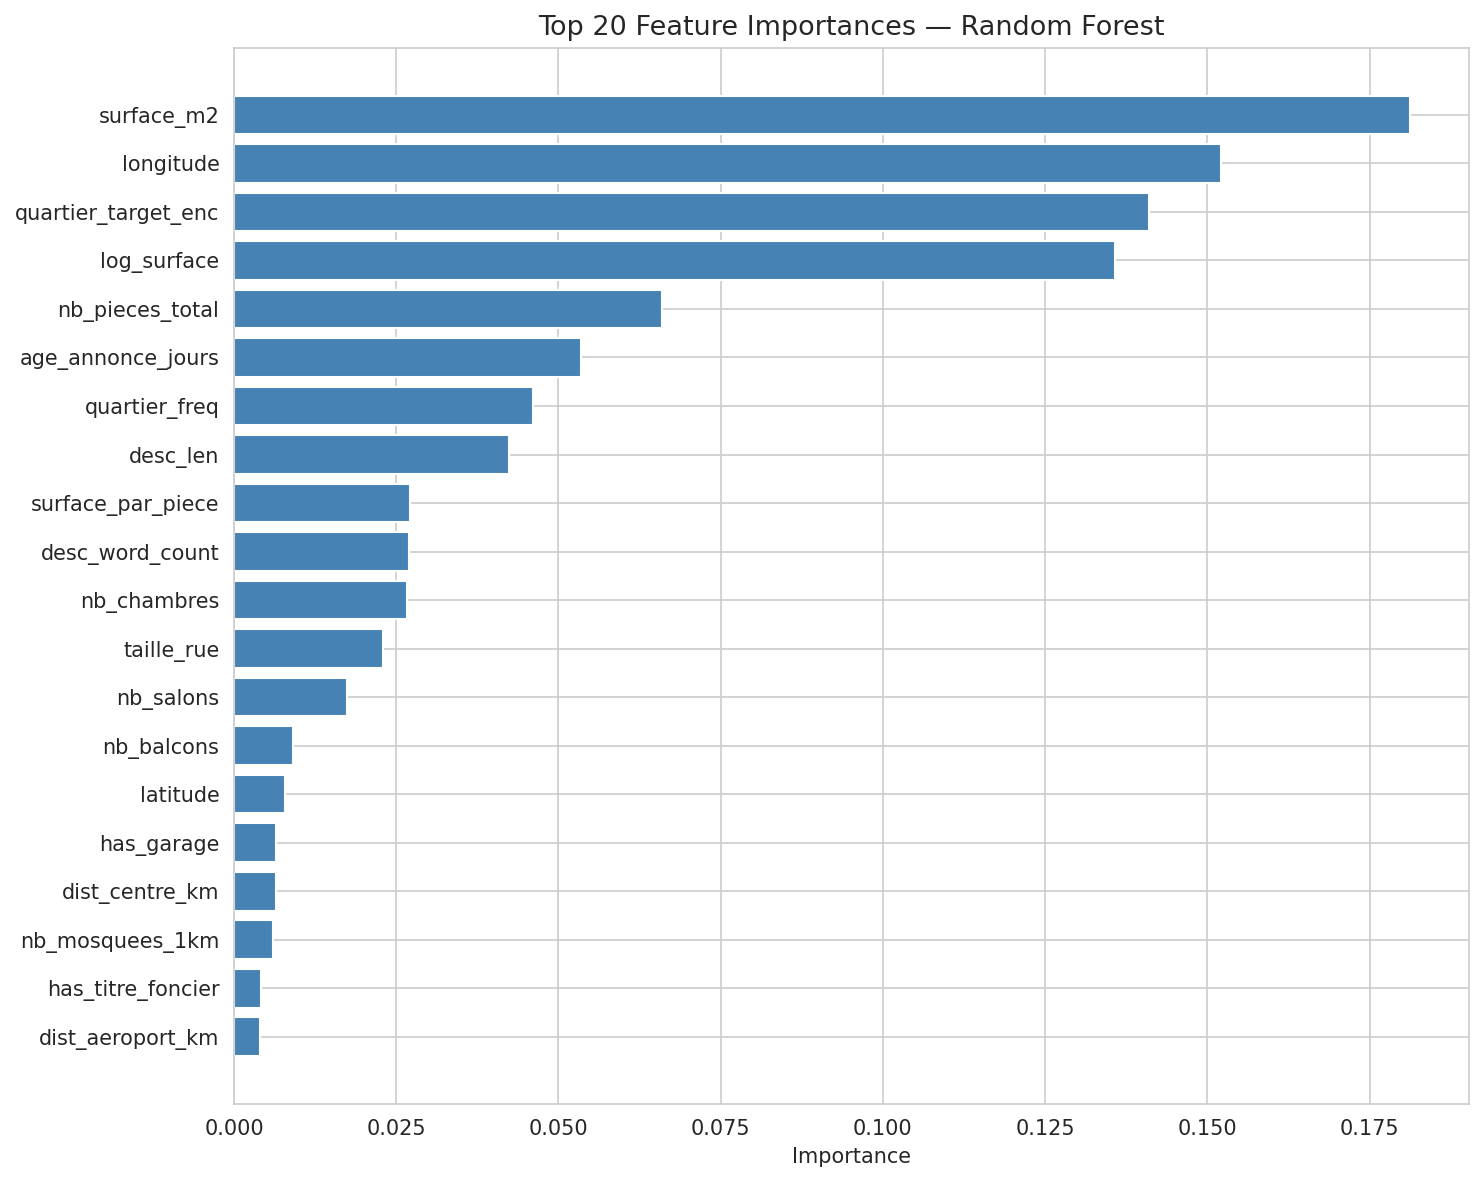 Top 20 Feature Importances — Random Forest
surface_m2
longitude
quartier_target_enc
log_surface
nb_pieces_total
age_annonce_jours
quartier_freq
desc_len
surface_par_piece
desc_word_count
nb_chambres
taille_rue
nb_salons
nb_balcons
latitude
has_garage
dist_centre_km
nb_mosquees_1km
has_titre_foncier
dist_aeroport_km
0.000 0.025 0.050 0.075 0.100 0.125 0.150 0.175
Importance